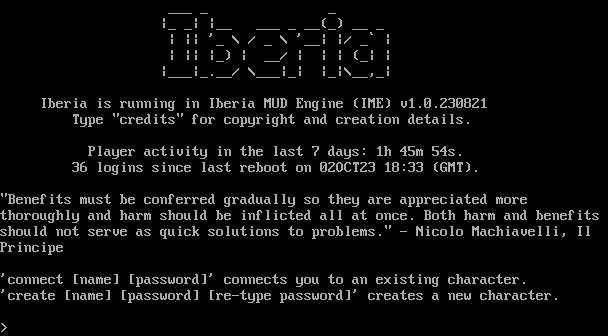 Iberia
Iberia is running in Iberia MUD Engine (IME) v1.0.230821
Type "credits" for copyright and creation details.
Player activity in the last 7 days: 1h 45m 54s.
36 logins since last reboot on 02OCT23 18:33 (GMT).
"Benefits must be conferred gradually so they are appreciated more
thoroughly and harm should be inflicted all at once. Both harm and benefits
should not serve as quick solutions to problems." - Nicolo Machiavelli, Il
Principe
'connect [name] [password]' connects you to an existing character.
'create [name] [password] [re-type password]' creates a new character.
>